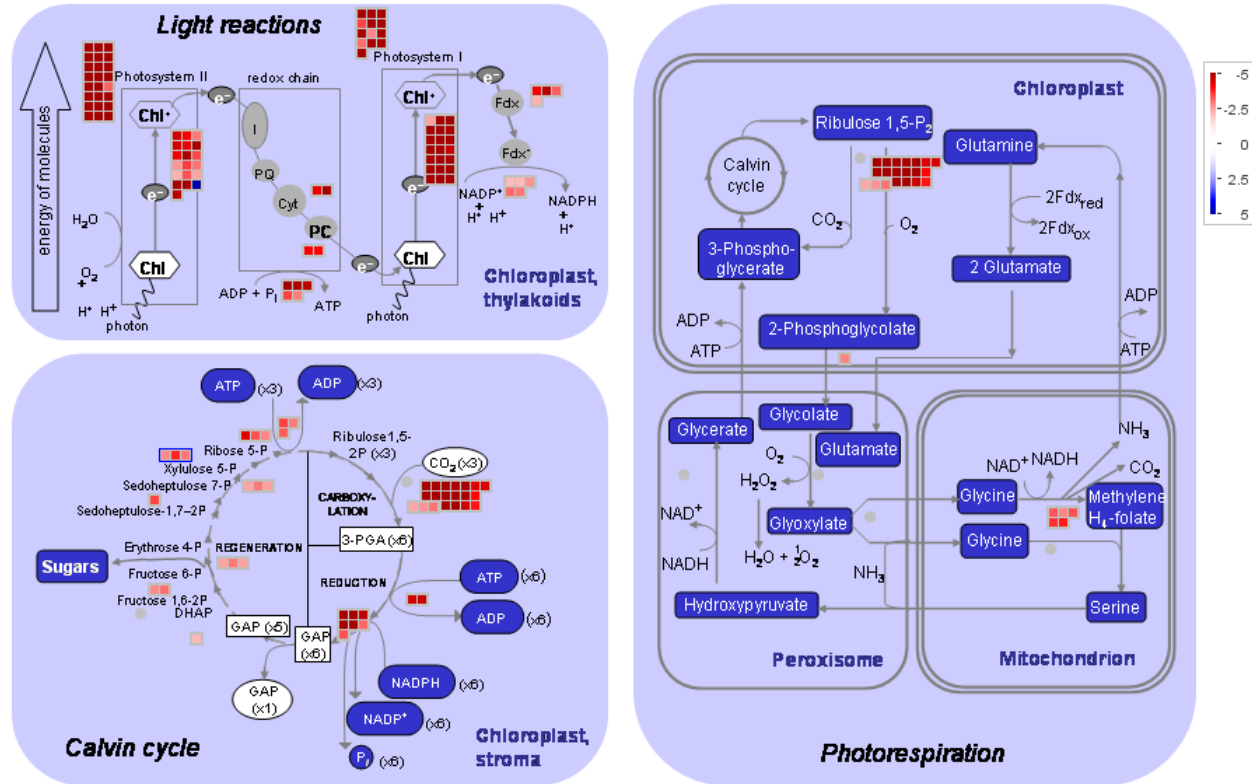 Light reactions
energy of molecules
Photosystem II
redox chain
Photosystem I
Chl⁺
e⁻
I
PQ
Cyt
PC
e⁻
Chl⁺
e⁻
Fdx
Fdx⁻
e⁻
e⁻
NADP⁺
+
H⁺ H⁺
NADPH
+
H⁺
H₂O
O₂
+
H⁺ H⁺
Chl
photon
ADP + Pᵢ
ATP
Chl
photon
Chloroplast,
thylakoids
ATP (x3)
ADP (x3)
Ribose 5-P
Xylulose 5-P
Sedoheptulose 7-P
Sedoheptulose-1,7–2P
Erythrose 4-P
Sugars
Fructose 6-P
Fructose 1,6-2P
DHAP
Ribulose1,5-
2P (x3)
CO₂(x3)
CARBOXY-
LATION
REGENERATION
3-PGA(x6)
REDUCTION
ATP (x6)
ADP (x6)
GAP (x5)
GAP
(x6)
GAP
(x1)
NADPH (x6)
NADP⁺ (x6)
Pᵢ (x6)
Calvin cycle
Chloroplast,
stroma
Chloroplast
Ribulose 1,5-P₂
Calvin
cycle
Glutamine
CO₂
O₂
2Fdxred
2Fdxox
3-Phospho-
glycerate
2 Glutamate
ADP
ATP
2-Phosphoglycolate
ADP
ATP
Glycerate
Glycolate
Glutamate
O₂
H₂O₂
NAD⁺
NADH
Glyoxylate
H₂O + ½O₂
Hydroxypyruvate
Peroxisome
NH₃
NH₃
NAD⁺ NADH
CO₂
Glycine
Methylene
H₄-folate
Glycine
Serine
Mitochondrion
Photorespiration
-5
-2.5
0
2.5
5